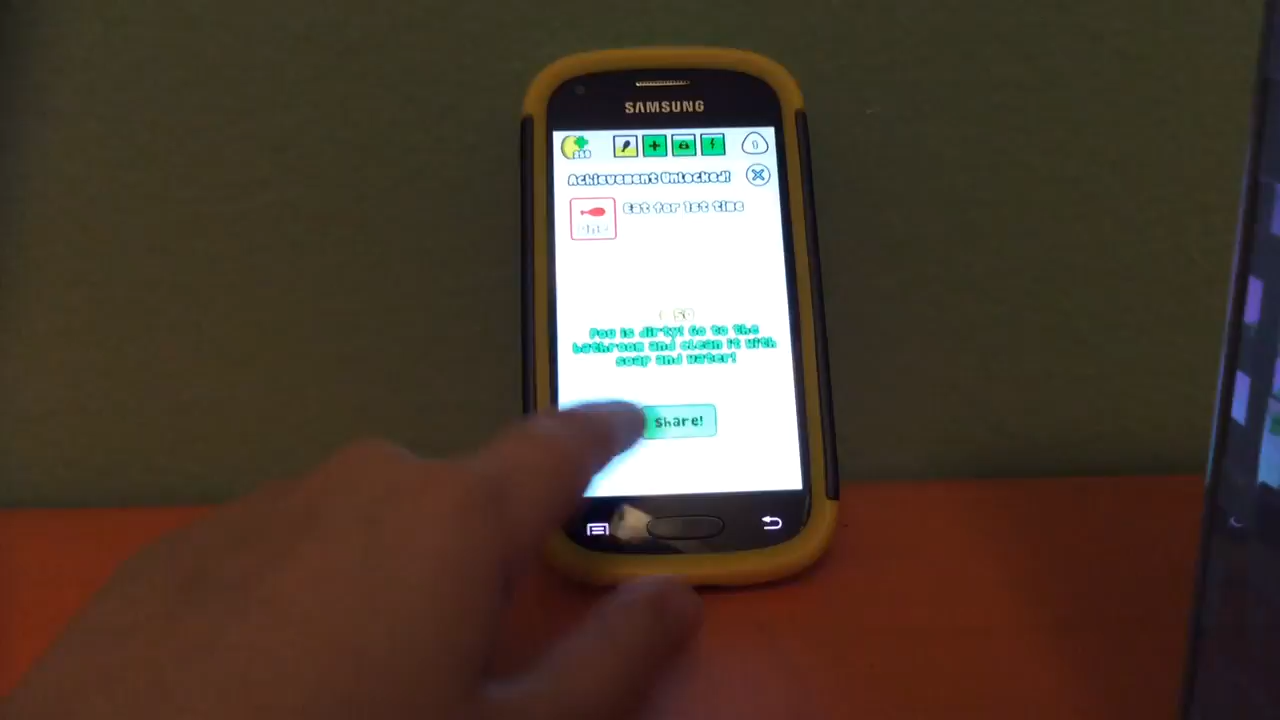 SAMSUNG
Achievement Unlocked!
Eat for 1st time
50
Pou is dirty! Go to the
bathroom and clean it with
soap and water!
Share!